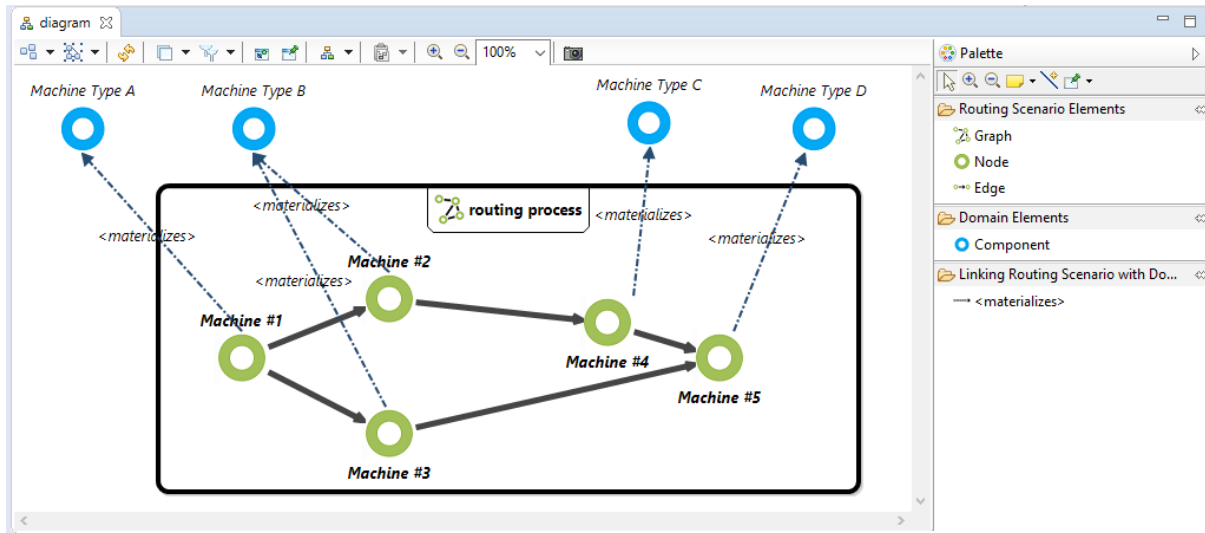 diagram
100%
Machine Type A
Machine Type B
Machine Type C
Machine Type D
<materializes>
routing process
<materializes>
<materializes>
<materializes>
<materializes>
Machine #2
Machine #1
Machine #4
Machine #5
Machine #3
Palette
Routing Scenario Elements
Graph
Node
Edge
Domain Elements
Component
Linking Routing Scenario with Do...
<materializes>